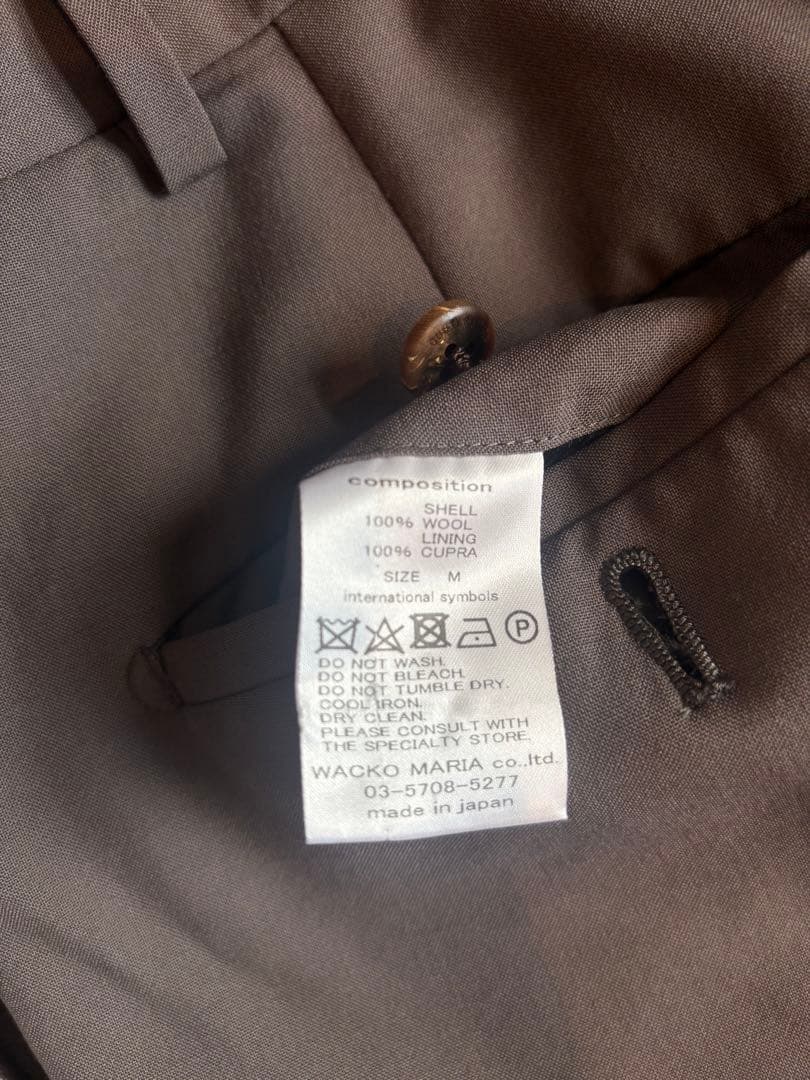 composition
SHELL
100% WOOL
LINING
100% CUPRA
SIZE M
international symbols
P
DO NOT WASH.
DO NOT BLEACH.
DO NOT TUMBLE DRY.
COOL IRON.
DRY CLEAN.
PLEASE CONSULT WITH
THE SPECIALTY STORE.
WACKO MARIA co.,ltd.
03-5708-5277
made in japan